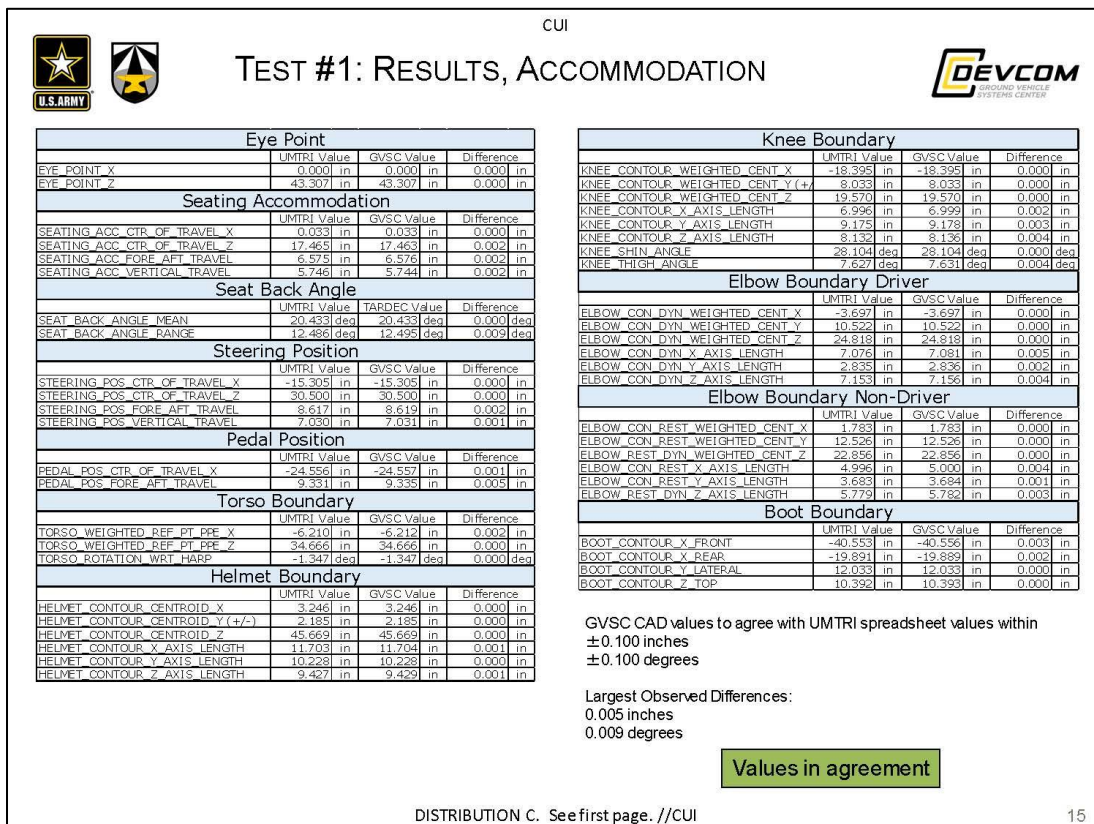 CUI
U.S.ARMY
TEST #1: RESULTS, ACCOMMODATION
DEVCOM
GROUND VEHICLE
SYSTEMS CENTER
Eye Point
UMTRI Value GVSC Value Difference
EYE_POINT_X 0.000 in 0.000 in 0.000 in
EYE_POINT_Z 43.307 in 43.307 in 0.000 in
Seating Accommodation
UMTRI Value GVSC Value Difference
SEATING_ACC_CTR_OF_TRAVEL_X 0.033 in 0.033 in 0.000 in
SEATING_ACC_CTR_OF_TRAVEL_Z 17.465 in 17.463 in 0.002 in
SEATING_ACC_FORE_AFT_TRAVEL 6.575 in 6.576 in 0.002 in
SEATING_ACC_VERTICAL_TRAVEL 5.746 in 5.744 in 0.002 in
Seat Back Angle
UMTRI Value TARDEC Value Difference
SEAT_BACK_ANGLE_MEAN 20.433 deg 20.433 deg 0.000 deg
SEAT_BACK_ANGLE_RANGE 12.486 deg 12.495 deg 0.009 deg
Steering Position
UMTRI Value GVSC Value Difference
STEERING_POS_CTR_OF_TRAVEL_X -15.305 in -15.305 in 0.000 in
STEERING_POS_CTR_OF_TRAVEL_Z 30.500 in 30.500 in 0.000 in
STEERING_POS_FORE_AFT_TRAVEL 8.617 in 8.619 in 0.002 in
STEERING_POS_VERTICAL_TRAVEL 7.030 in 7.031 in 0.001 in
Pedal Position
UMTRI Value GVSC Value Difference
PEDAL_POS_CTR_OF_TRAVEL_X -24.556 in -24.557 in 0.001 in
PEDAL_POS_FORE_AFT_TRAVEL 9.331 in 9.335 in 0.005 in
Torso Boundary
UMTRI Value GVSC Value Difference
TORSO_WEIGHTED_REF_PT_PPE_X -6.210 in -6.212 in 0.002 in
TORSO_WEIGHTED_REF_PT_PPE_Z 34.666 in 34.666 in 0.000 in
TORSO_ROTATION_WRT_HARP -1.347 deg -1.347 deg 0.000 deg
Helmet Boundary
UMTRI Value GVSC Value Difference
HELMET_CONTOUR_CENTROID_X 3.246 in 3.246 in 0.000 in
HELMET_CONTOUR_CENTROID_Y (+/-) 2.185 in 2.185 in 0.000 in
HELMET_CONTOUR_CENTROID_Z 45.669 in 45.669 in 0.000 in
HELMET_CONTOUR_X_AXIS_LENGTH 11.703 in 11.704 in 0.001 in
HELMET_CONTOUR_Y_AXIS_LENGTH 10.228 in 10.228 in 0.000 in
HELMET_CONTOUR_Z_AXIS_LENGTH 9.427 in 9.429 in 0.001 in
Knee Boundary
UMTRI Value GVSC Value Difference
KNEE_CONTOUR_WEIGHTED_CENT_X -18.395 in -18.395 in 0.000 in
KNEE_CONTOUR_WEIGHTED_CENT_Y (+/ 8.033 in 8.033 in 0.000 in
KNEE_CONTOUR_WEIGHTED_CENT_Z 19.570 in 19.570 in 0.000 in
KNEE_CONTOUR_X_AXIS_LENGTH 6.996 in 6.999 in 0.002 in
KNEE_CONTOUR_Y_AXIS_LENGTH 9.175 in 9.178 in 0.003 in
KNEE_CONTOUR_Z_AXIS_LENGTH 8.132 in 8.136 in 0.004 in
KNEE_SHIN_ANGLE 28.104 deg 28.104 deg 0.000 deg
KNEE_THIGH_ANGLE 7.627 deg 7.631 deg 0.004 deg
Elbow Boundary Driver
UMTRI Value GVSC Value Difference
ELBOW_CON_DYN_WEIGHTED_CENT_X -3.697 in -3.697 in 0.000 in
ELBOW_CON_DYN_WEIGHTED_CENT_Y 10.522 in 10.522 in 0.000 in
ELBOW_CON_DYN_WEIGHTED_CENT_Z 24.818 in 24.818 in 0.000 in
ELBOW_CON_DYN_X_AXIS_LENGTH 7.076 in 7.081 in 0.005 in
ELBOW_CON_DYN_Y_AXIS_LENGTH 2.835 in 2.836 in 0.002 in
ELBOW_CON_DYN_Z_AXIS_LENGTH 7.153 in 7.156 in 0.004 in
Elbow Boundary Non-Driver
UMTRI Value GVSC Value Difference
ELBOW_CON_REST_WEIGHTED_CENT_X 1.783 in 1.783 in 0.000 in
ELBOW_CON_REST_WEIGHTED_CENT_Y 12.526 in 12.526 in 0.000 in
ELBOW_REST_DYN_WEIGHTED_CENT_Z 22.856 in 22.856 in 0.000 in
ELBOW_CON_REST_X_AXIS_LENGTH 4.996 in 5.000 in 0.004 in
ELBOW_CON_REST_Y_AXIS_LENGTH 3.683 in 3.684 in 0.001 in
ELBOW_REST_DYN_Z_AXIS_LENGTH 5.779 in 5.782 in 0.003 in
Boot Boundary
UMTRI Value GVSC Value Difference
BOOT_CONTOUR_X_FRONT -40.553 in -40.556 in 0.003 in
BOOT_CONTOUR_X_REAR -19.891 in -19.889 in 0.002 in
BOOT_CONTOUR_Y_LATERAL 12.033 in 12.033 in 0.000 in
BOOT_CONTOUR_Z_TOP 10.392 in 10.393 in 0.000 in
GVSC CAD values to agree with UMTRI spreadsheet values within
±0.100 inches
±0.100 degrees
Largest Observed Differences:
0.005 inches
0.009 degrees
Values in agreement
DISTRIBUTION C. See first page. //CUI
15